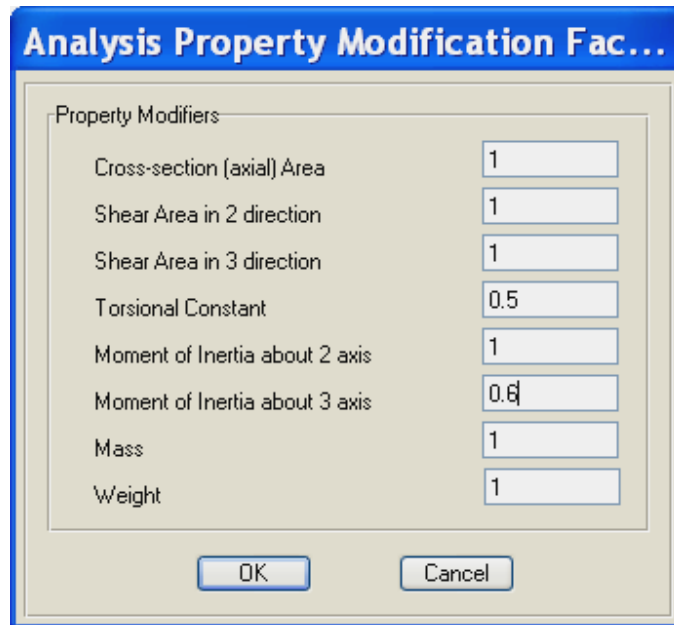 Analysis Property Modification Fac...
Property Modifiers
Cross-section (axial) Area 1
Shear Area in 2 direction 1
Shear Area in 3 direction 1
Torsional Constant 0.5
Moment of Inertia about 2 axis 1
Moment of Inertia about 3 axis 0.6
Mass 1
Weight 1
OK Cancel